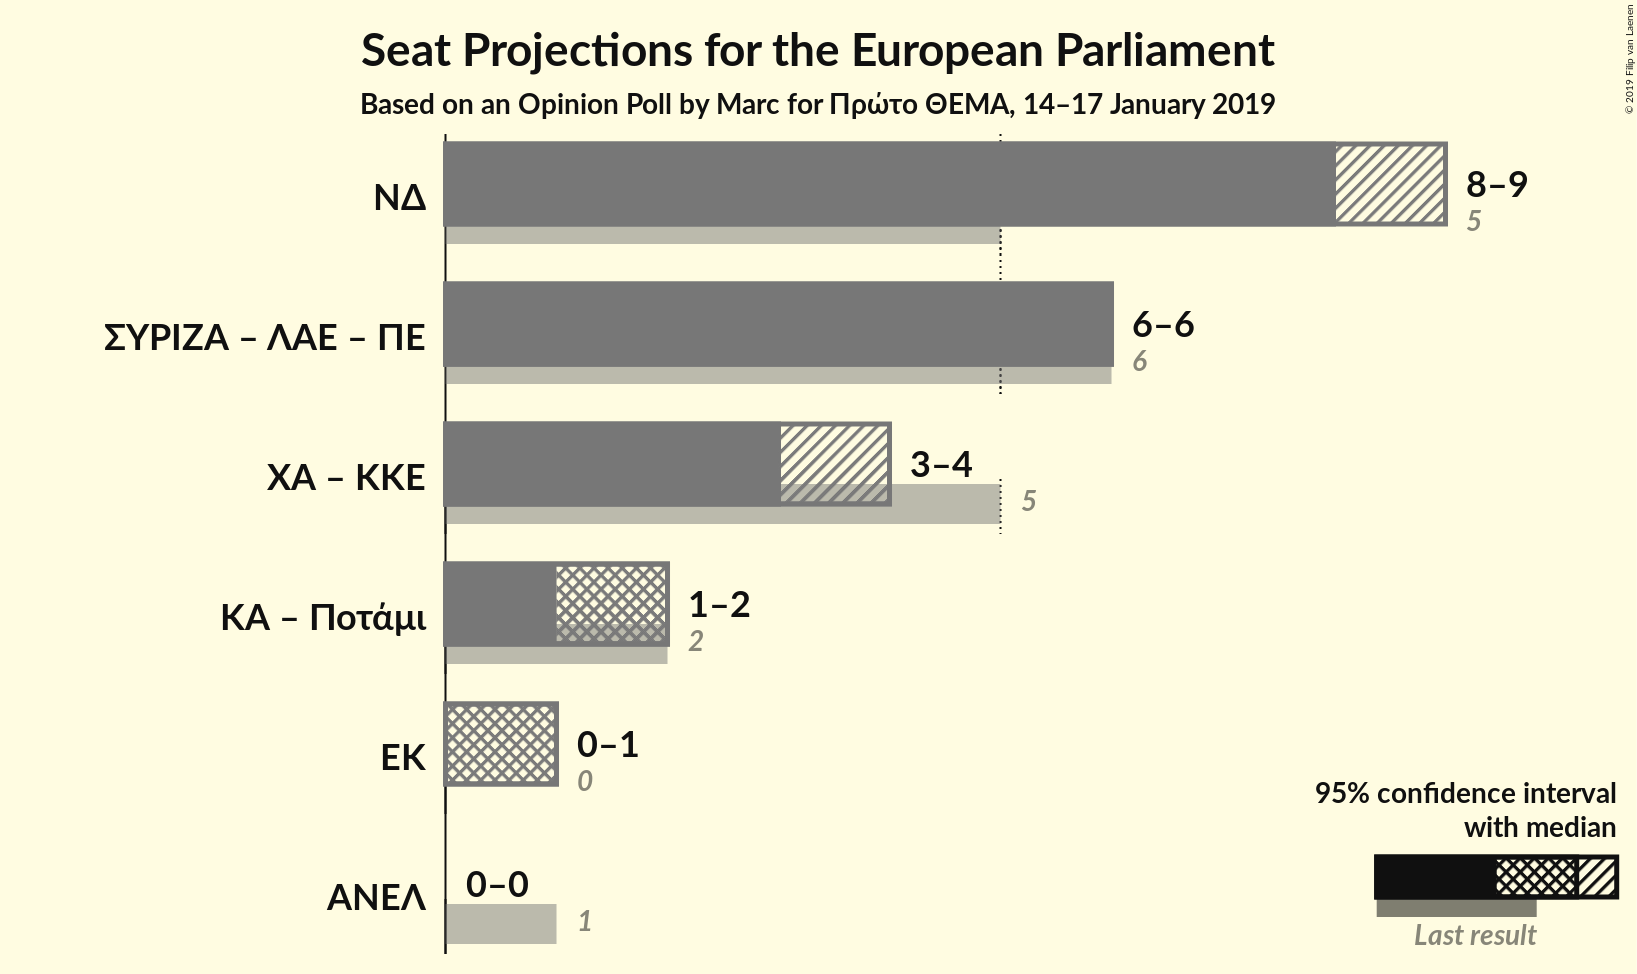 Seat Projections for the European Parliament
Based on an Opinion Poll by Marc for Πρώτο ΘΕΜΑ, 14–17 January 2019
© 2019 Filip van Laenen
ΝΔ
8–9
5
ΣΥΡΙΖΑ – ΛΑΕ – ΠΕ
6–6
6
ΧΑ – ΚΚΕ
3–4
5
ΚΑ – Ποτάμι
1–2
2
ΕΚ
0–1
0
ΑΝΕΛ
0–0
1
95% confidence interval
with median
Last result